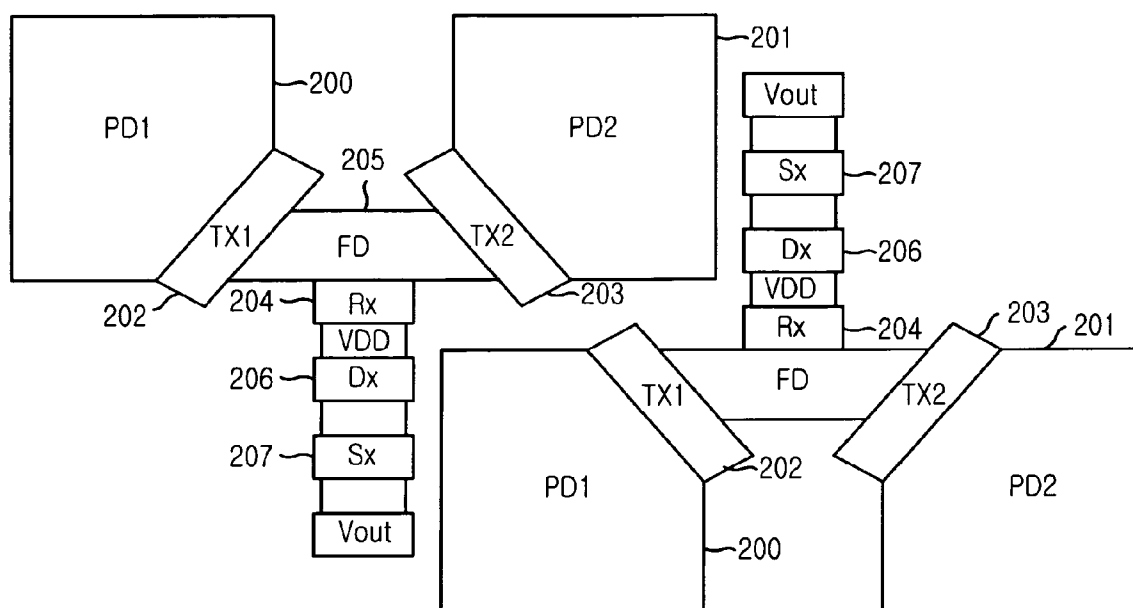 201
200
Vout
PD1
PD2
205
Sx
207
TX1
TX2
Dx
206
FD
VDD
202
204
Rx
203
Rx
204
203
201
VDD
206
Dx
FD
TX1
TX2
207
Sx
202
PD1
PD2
Vout
200